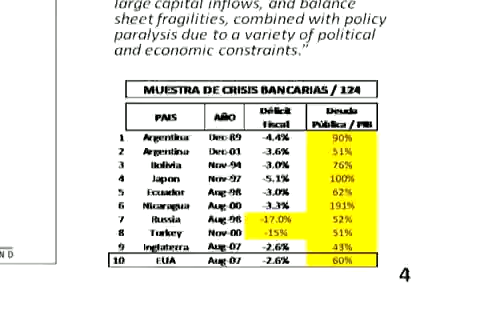 large capital inflows, and balance
sheet fragilities, combined with policy
paralysis due to a variety of political
and economic constraints."
MUESTRA DE CRISIS BANCARIAS / 124
PAIS AÑO Déficit Fiscal Deuda Pública / PIB
1 Argentina Dec-89 -4.4% 90%
2 Argentina Dec-01 -3.6% 51%
3 Bolivia Nov-94 -3.0% 76%
4 Japon Nov-97 -5.1% 100%
5 Ecuador Aug-98 -3.0% 62%
6 Nicaragua Aug-00 -3.3% 191%
7 Russia Aug-98 -17.0% 52%
8 Turkey Nov-00 -15% 51%
9 Inglaterra Aug-07 -2.6% 43%
10 EUA Aug-07 -2.6% 60%
N D
4